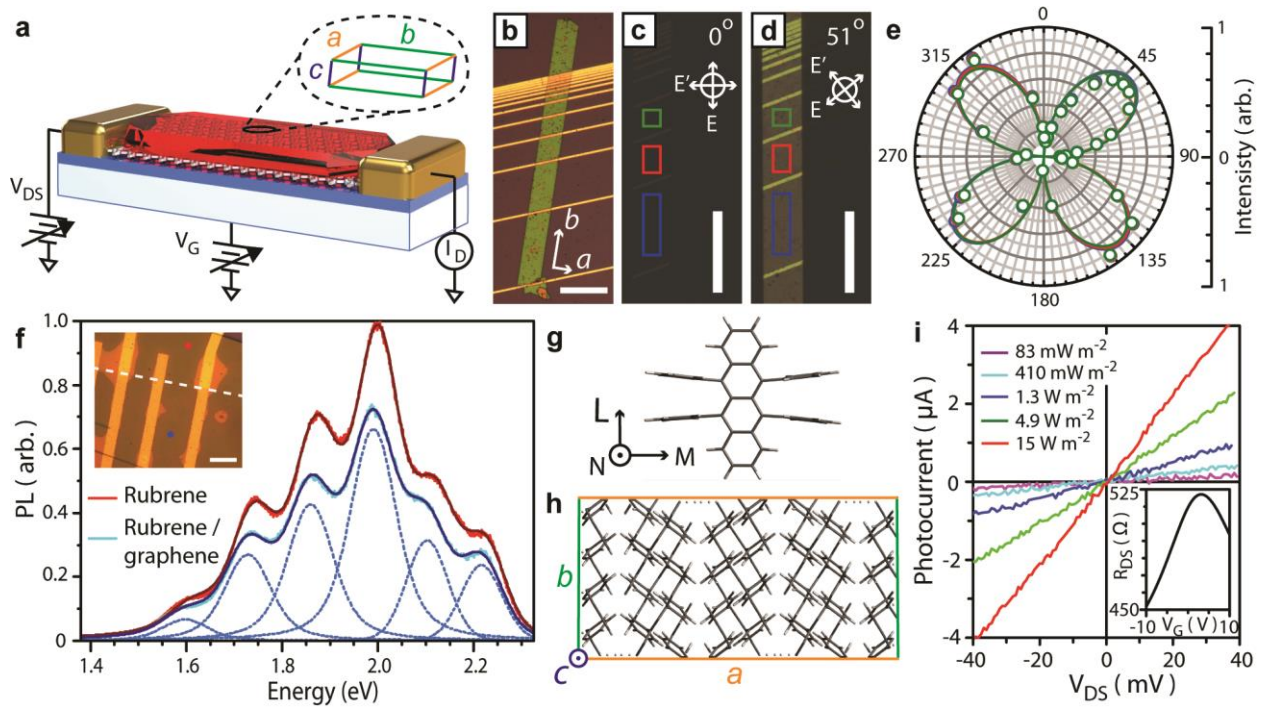 a
a
b
c
V_DS
V_G
I_D
b
b
a
c
0°
E'
E
d
51°
E'
E
e
0
45
90
135
180
225
270
315
1
0
1
Intensisty (arb.)
f
1.0
0.8
0.6
0.4
0.2
0
PL (arb.)
Rubrene
Rubrene /
graphene
1.4
1.6
1.8
2.0
2.2
Energy (eV)
g
L
N
M
h
b
c
a
i
4
2
0
-2
-4
Photocurrent (µA)
83 mW m⁻²
410 mW m⁻²
1.3 W m⁻²
4.9 W m⁻²
15 W m⁻²
525
R_DS (Ω)
450
-10
V_G (V)
10
-40
-20
0
20
40
V_DS (mV)